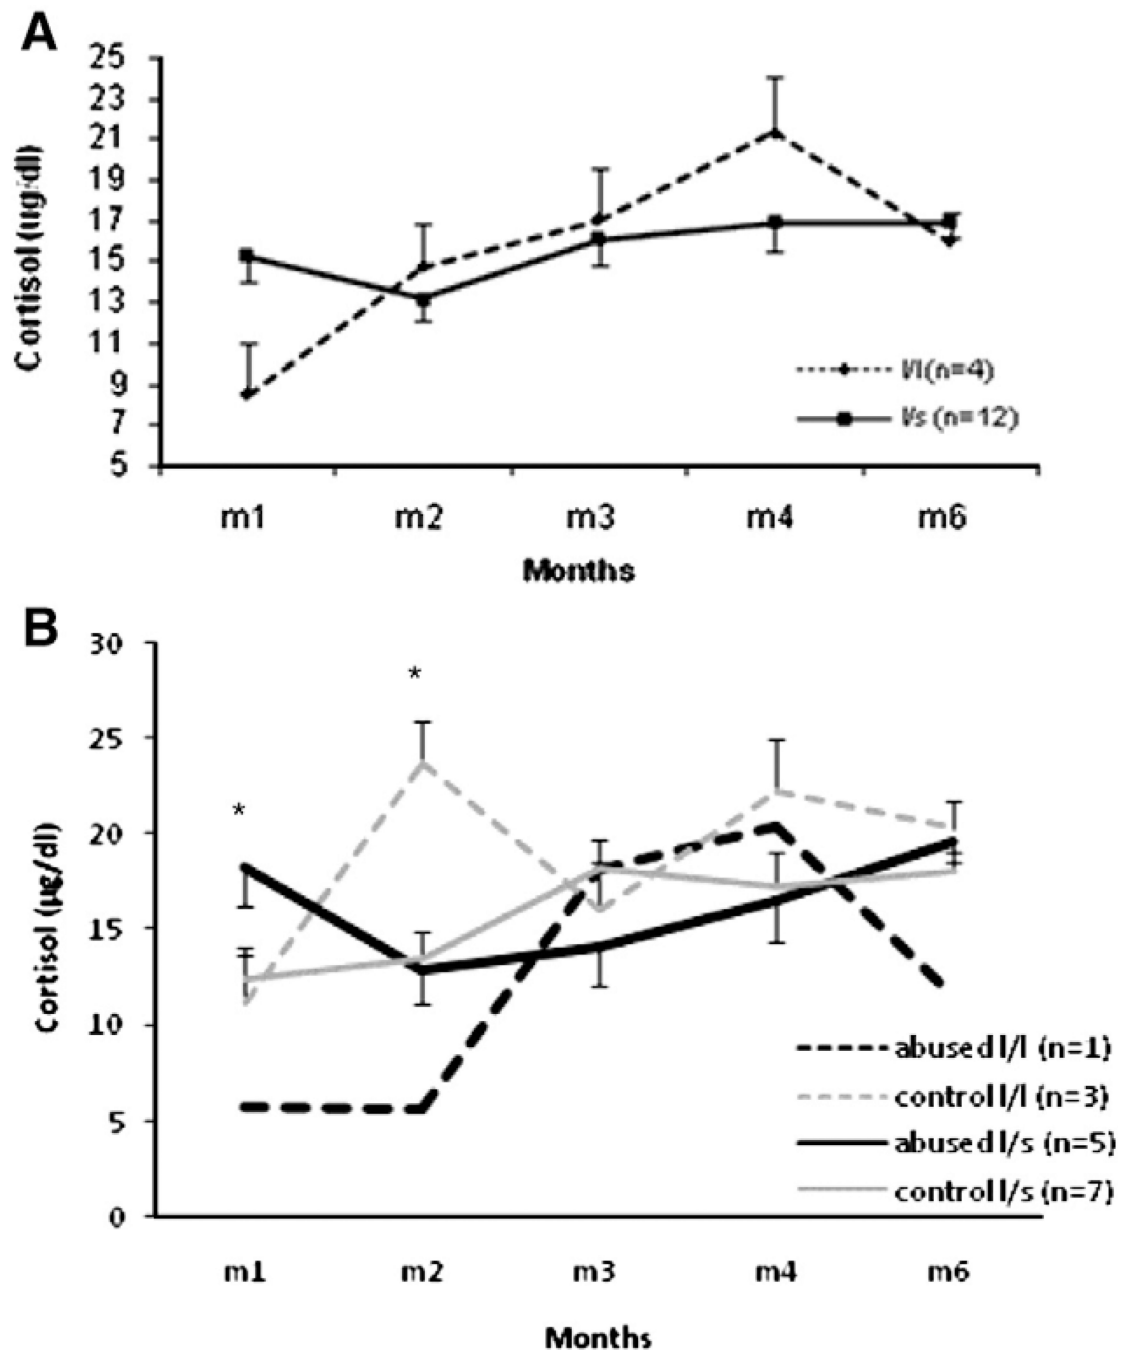 A
25
23
21
19
17
15
13
11
9
7
5
Cortisol (ug/dl)
l/l(n=4)
l/s (n=12)
m1 m2 m3 m4 m6
Months
B
30
25
20
15
10
5
0
Cortisol (µg/dl)
*
*
abused l/l (n=1)
control l/l (n=3)
abused l/s (n=5)
control l/s (n=7)
m1 m2 m3 m4 m6
Months